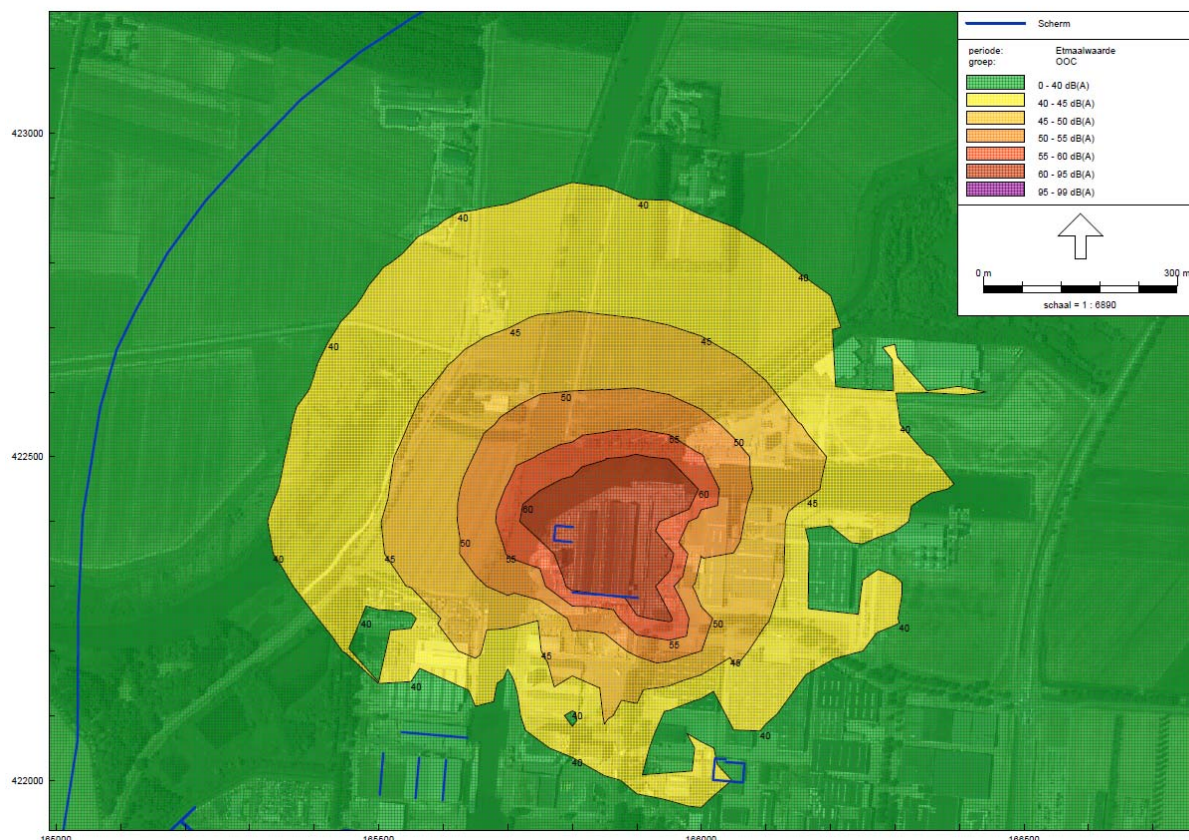 Scherm
periode: Etmaalwaarde
groep: OOC
0 - 40 dB(A)
40 - 45 dB(A)
45 - 50 dB(A)
50 - 55 dB(A)
55 - 60 dB(A)
60 - 95 dB(A)
95 - 99 dB(A)
0 m 300 m
schaal = 1 : 6890
423000
40
40
40
45
40
45
50
40
55
50
422500
60
60
45
50
55
40
45
50
40
40
55
45
45
40
40
40
40
422000
165000 165500 166000 166500